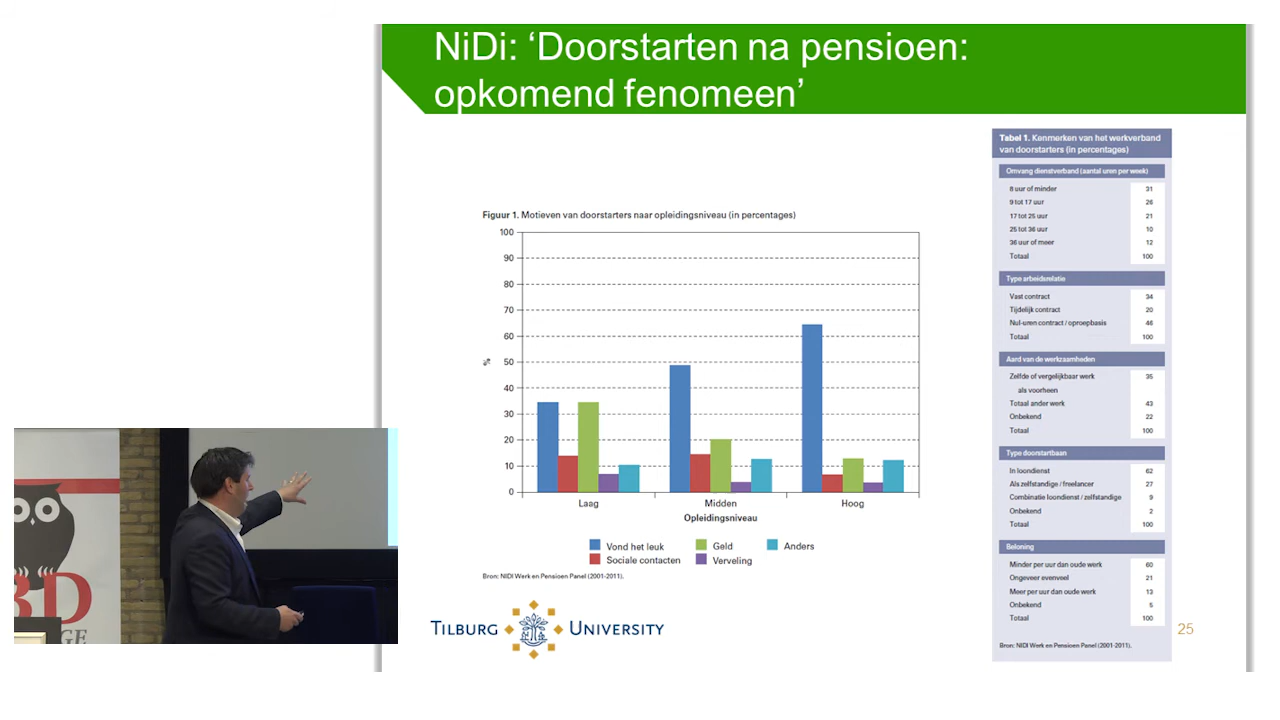 NiDi: ‘Doorstarten na pensioen:
opkomend fenomeen’
Figuur 1. Motieven van doorstarters naar opleidingsniveau (in percentages)
100
90
80
70
60
%
50
40
30
20
10
0
Laag
Midden
Hoog
Opleidingsniveau
Vond het leuk
Geld
Anders
Sociale contacten
Verveling
Bron: NIDI Werk en Pensioen Panel (2001-2011).
TILBURG UNIVERSITY
Tabel 1. Kenmerken van het werkverband
van doorstarters (in percentages)
Omvang dienstverband (aantal uren per week)
8 uur of minder 31
9 tot 17 uur 26
17 tot 25 uur 21
25 tot 36 uur 10
36 uur of meer 12
Totaal 100
Type arbeidsrelatie
Vast contract 34
Tijdelijk contract 20
Nul-uren contract / oproepbasis 46
Totaal 100
Aard van de werkzaamheden
Zelfde of vergelijkbaar werk 35
als voorheen
Totaal ander werk 43
Onbekend 22
Totaal 100
Type doorstartbaan
In loondienst 62
Als zelfstandige / freelancer 27
Combinatie loondienst / zelfstandige 9
Onbekend 2
Totaal 100
Beloning
Minder per uur dan oude werk 60
Ongeveer evenveel 21
Meer per uur dan oude werk 13
Onbekend 5
Totaal 100
Bron: NIDI Werk en Pensioen Panel (2001-2011).
25